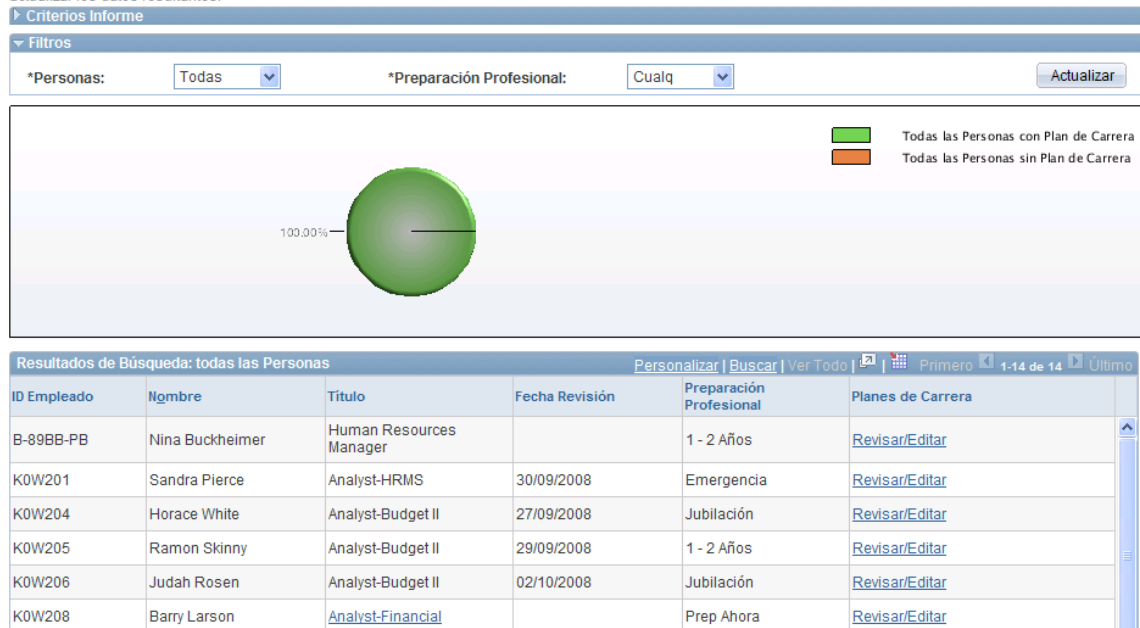 Criterios Informe
Filtros
*Personas: Todas *Preparación Profesional: Cualq Actualizar
Todas las Personas con Plan de Carrera
Todas las Personas sin Plan de Carrera
100.00%
Resultados de Búsqueda: todas las Personas Personalizar | Buscar | Ver Todo | | Primero 1-14 de 14 Último
ID Empleado Nombre Título Fecha Revisión Preparación Profesional Planes de Carrera
B-89BB-PB Nina Buckheimer Human Resources Manager 1 - 2 Años Revisar/Editar
K0W201 Sandra Pierce Analyst-HRMS 30/09/2008 Emergencia Revisar/Editar
K0W204 Horace White Analyst-Budget II 27/09/2008 Jubilación Revisar/Editar
K0W205 Ramon Skinny Analyst-Budget II 29/09/2008 1 - 2 Años Revisar/Editar
K0W206 Judah Rosen Analyst-Budget II 02/10/2008 Jubilación Revisar/Editar
K0W208 Barry Larson Analyst-Financial Prep Ahora Revisar/Editar